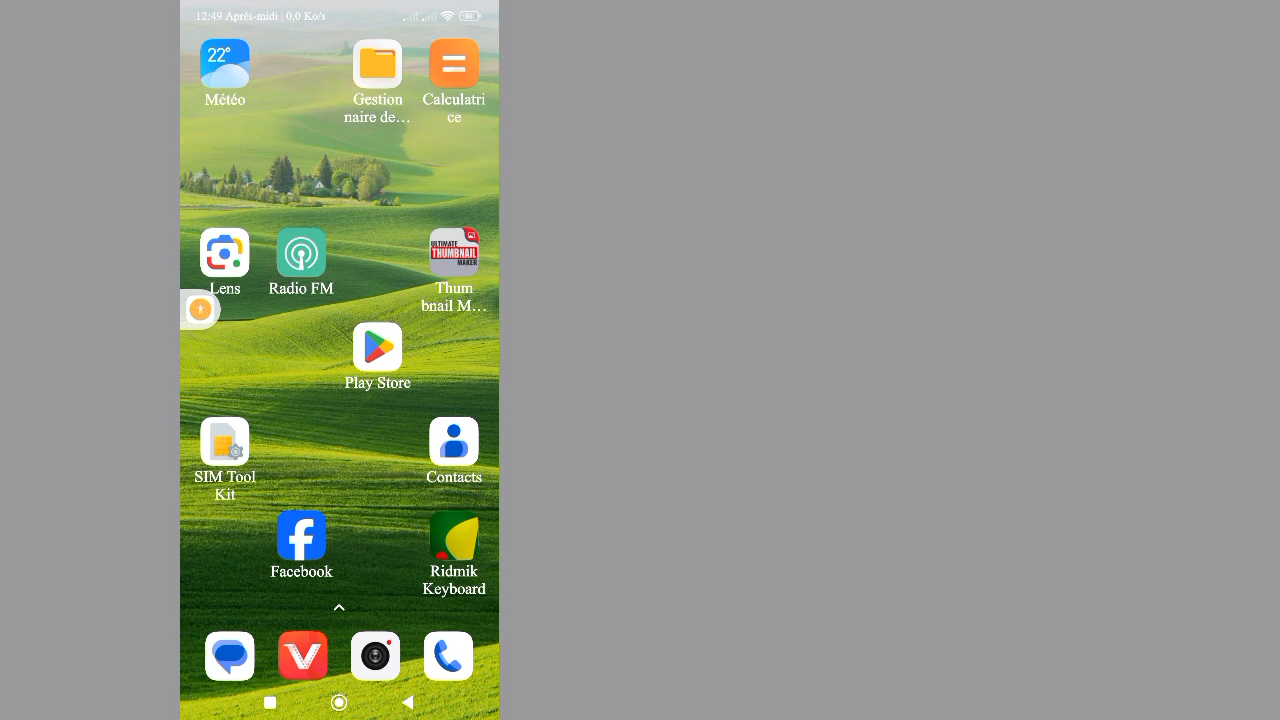 12:49 Après-midi | 0,0 Ko/s
22°
Météo
Gestion
naire de…
Calculatri
ce
Lens
Radio FM
ULTIMATE
THUMBNAIL
MAKER
Thum
bnail M…
Play Store
SIM Tool
Kit
Contacts
Facebook
Ridmik
Keyboard